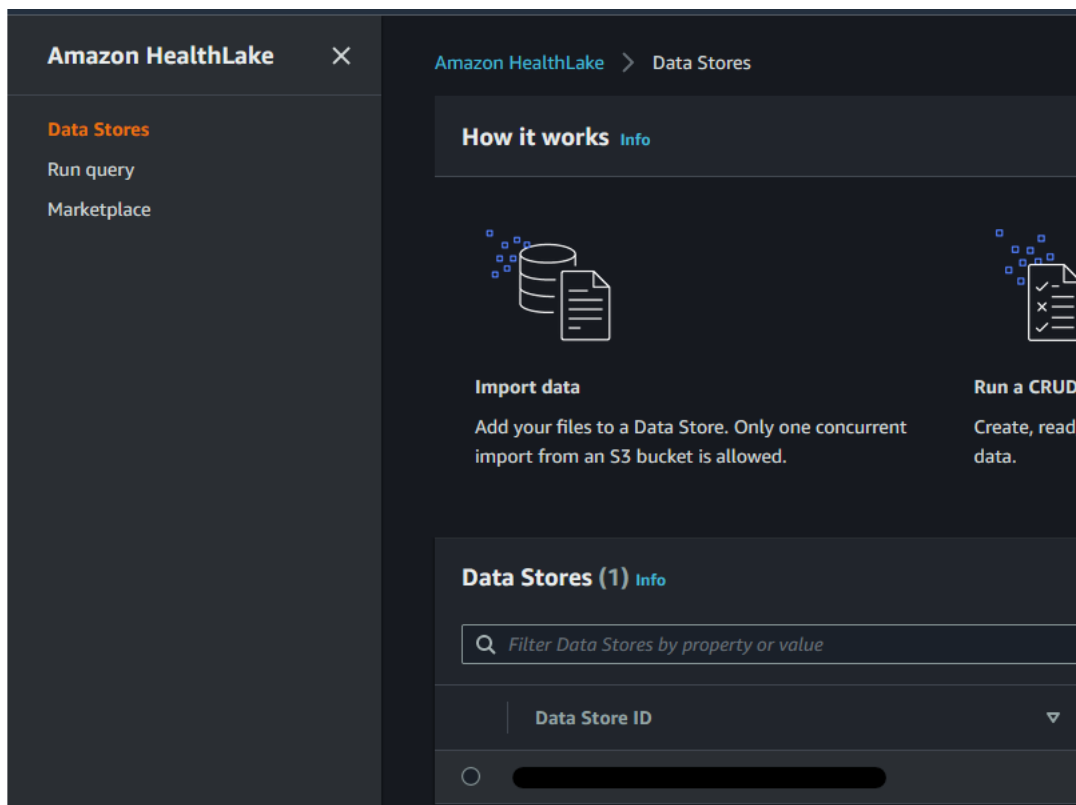 Amazon HealthLake
Data Stores
Run query
Marketplace
Amazon HealthLake > Data Stores
How it works Info
Import data
Add your files to a Data Store. Only one concurrent
import from an S3 bucket is allowed.
Run a CRUD
Create, read
data.
Data Stores (1) Info
Filter Data Stores by property or value
Data Store ID